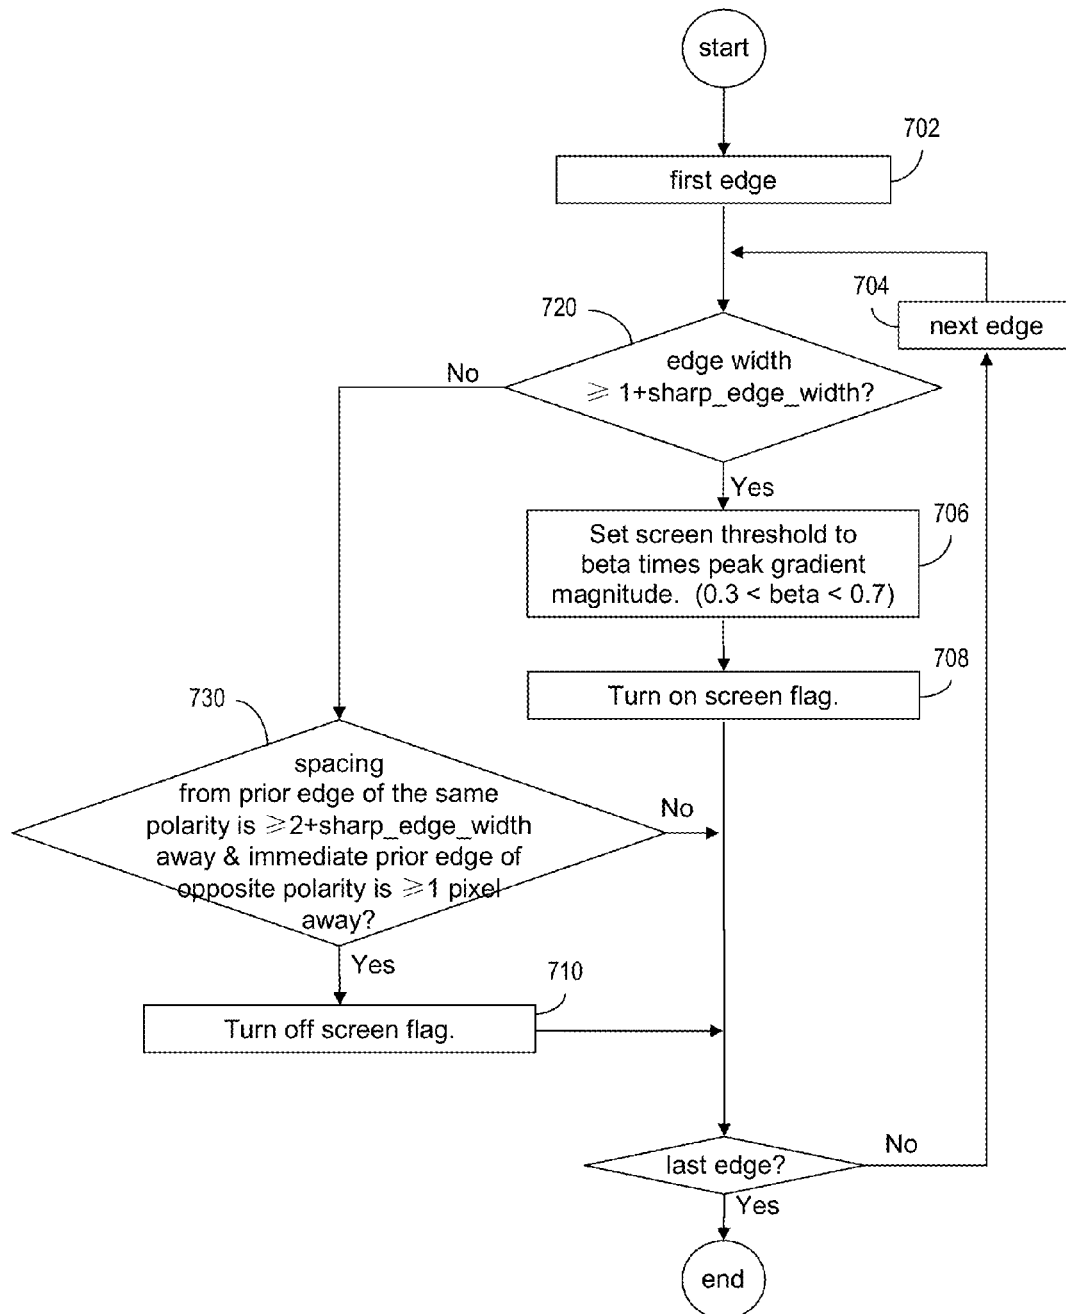 start
702
first edge
704
next edge
720
edge width
⩾ 1+sharp_edge_width?
No
Yes
706
Set screen threshold to
beta times peak gradient
magnitude. (0.3 < beta < 0.7)
708
Turn on screen flag.
730
spacing
from prior edge of the same
polarity is ⩾2+sharp_edge_width
away & immediate prior edge of
opposite polarity is ⩾1 pixel
away?
No
Yes
710
Turn off screen flag.
last edge?
No
Yes
end